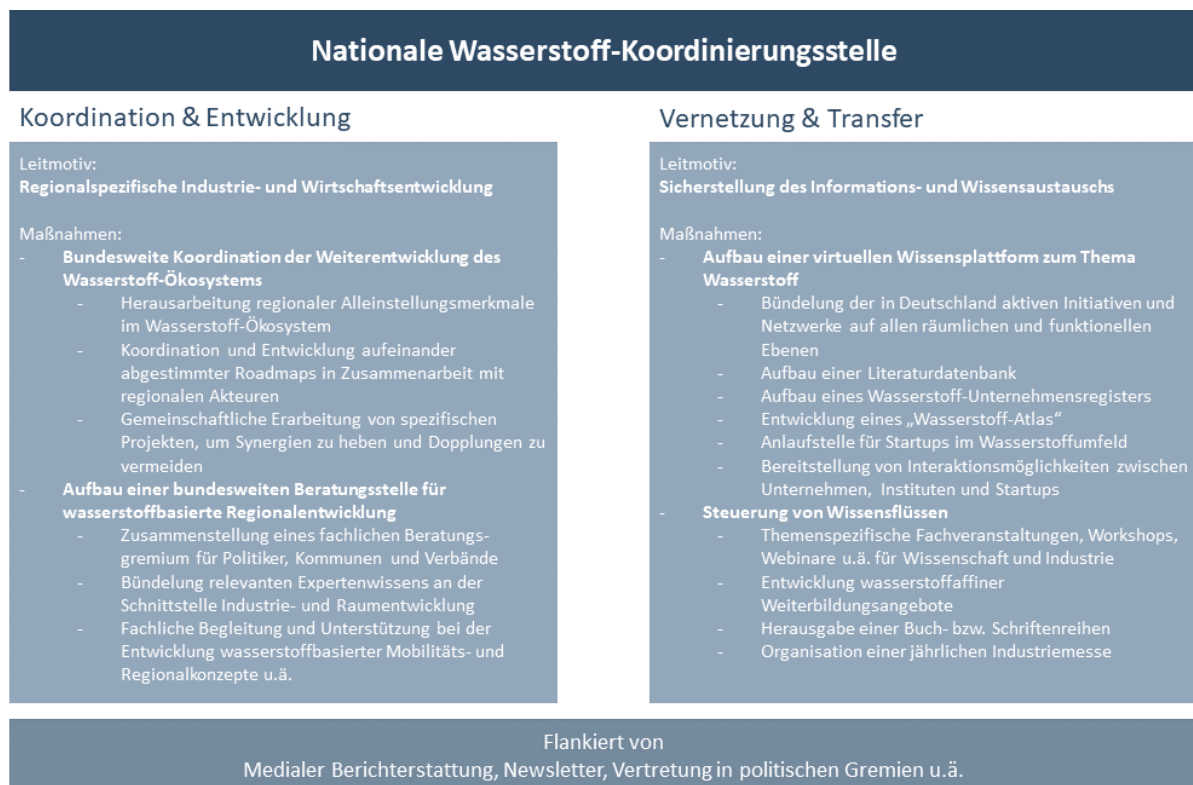 Nationale Wasserstoff-Koordinierungsstelle
Koordination & Entwicklung
Leitmotiv:
Regionalspezifische Industrie- und Wirtschaftsentwicklung
Maßnahmen:
- Bundesweite Koordination der Weiterentwicklung des
Wasserstoff-Ökosystems
- Herausarbeitung regionaler Alleinstellungsmerkmale
im Wasserstoff-Ökosystem
- Koordination und Entwicklung aufeinander
abgestimmter Roadmaps in Zusammenarbeit mit
regionalen Akteuren
- Gemeinschaftliche Erarbeitung von spezifischen
Projekten, um Synergien zu heben und Dopplungen zu
vermeiden
- Aufbau einer bundesweiten Beratungsstelle für
wasserstoffbasierte Regionalentwicklung
- Zusammenstellung eines fachlichen Beratungs-
gremium für Politiker, Kommunen und Verbände
- Bündelung relevanten Expertenwissens an der
Schnittstelle Industrie- und Raumentwicklung
- Fachliche Begleitung und Unterstützung bei der
Entwicklung wasserstoffbasierter Mobilitäts- und
Regionalkonzepte u.ä.
Vernetzung & Transfer
Leitmotiv:
Sicherstellung des Informations- und Wissensaustauschs
Maßnahmen:
- Aufbau einer virtuellen Wissensplattform zum Thema
Wasserstoff
- Bündelung der in Deutschland aktiven Initiativen und
Netzwerke auf allen räumlichen und funktionellen
Ebenen
- Aufbau einer Literaturdatenbank
- Aufbau eines Wasserstoff-Unternehmensregisters
- Entwicklung eines „Wasserstoff-Atlas“
- Anlaufstelle für Startups im Wasserstoffumfeld
- Bereitstellung von Interaktionsmöglichkeiten zwischen
Unternehmen, Instituten und Startups
- Steuerung von Wissensflüssen
- Themenspezifische Fachveranstaltungen, Workshops,
Webinare u.ä. für Wissenschaft und Industrie
- Entwicklung wasserstoffaffiner
Weiterbildungsangebote
- Herausgabe einer Buch- bzw. Schriftenreihen
- Organisation einer jährlichen Industriemesse
Flankiert von
Medialer Berichterstattung, Newsletter, Vertretung in politischen Gremien u.ä.